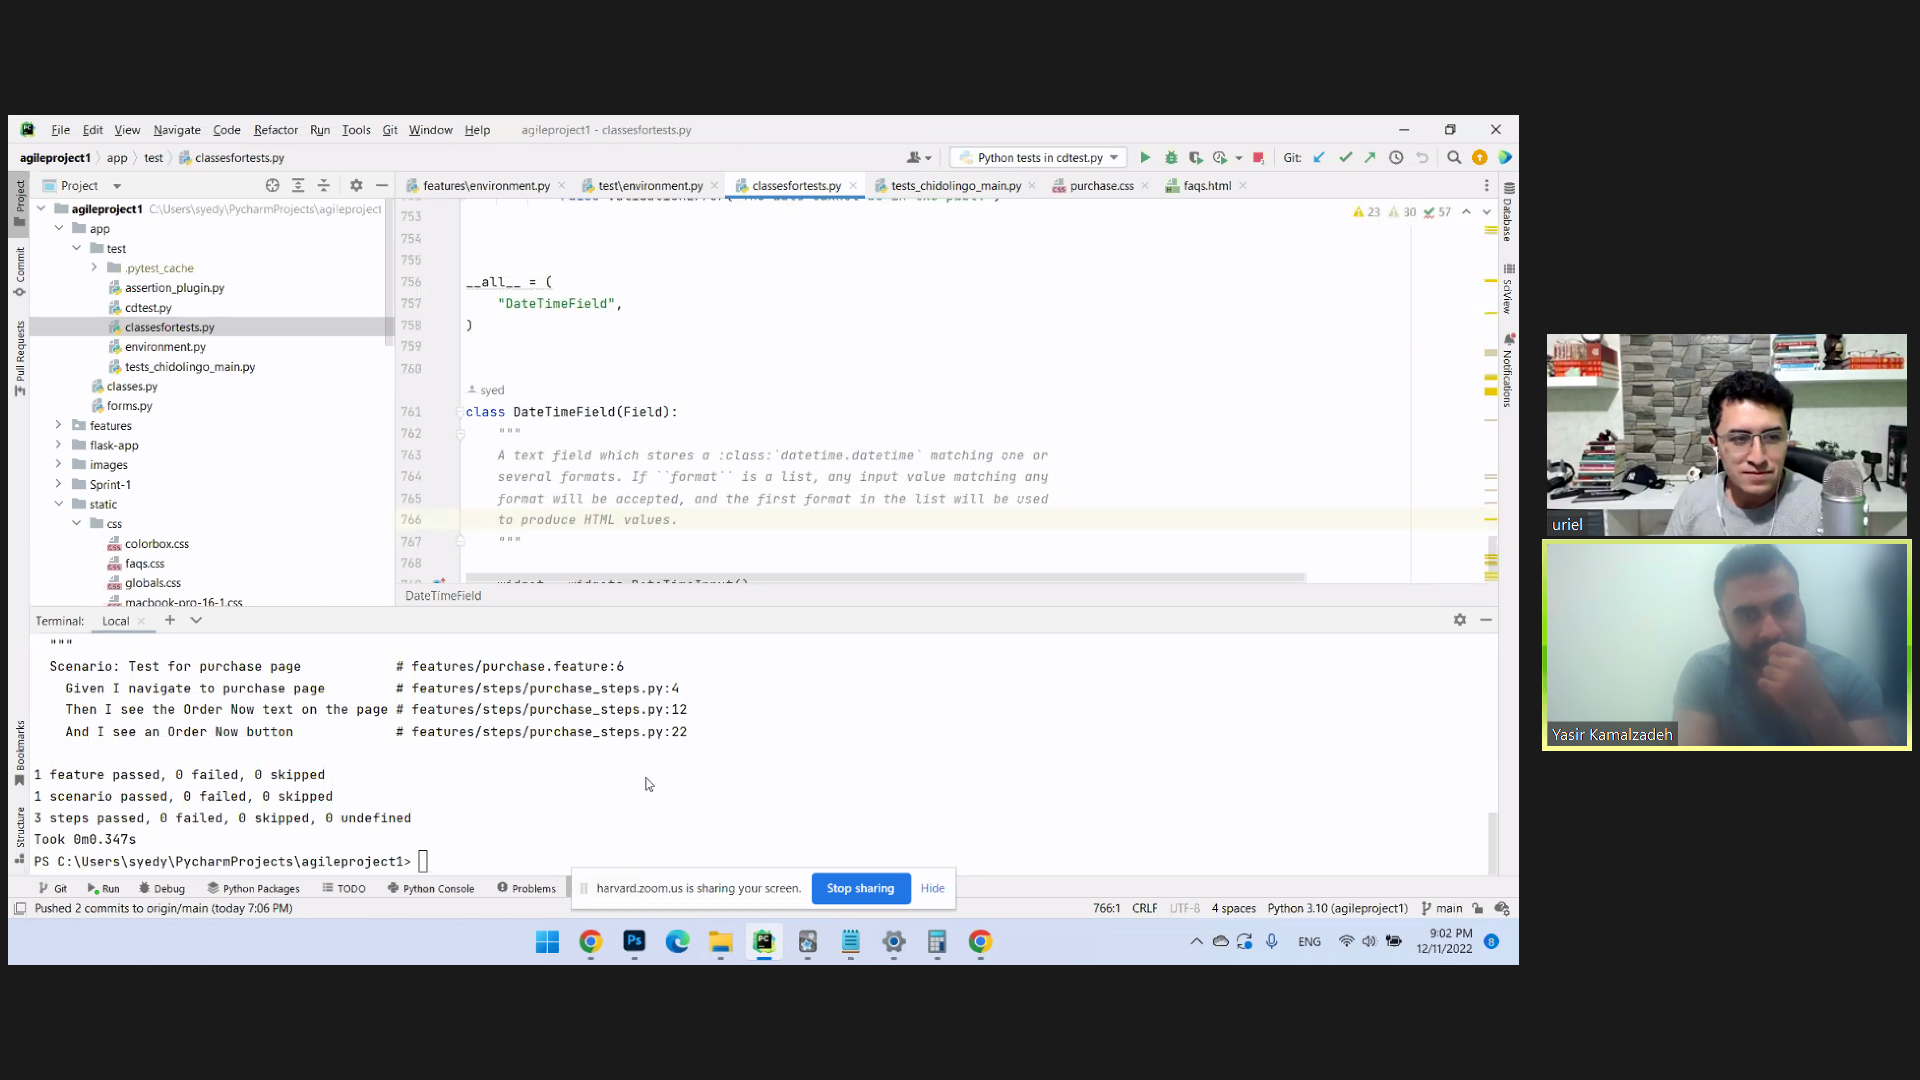 File Edit View Navigate Code Refactor Run Tools Git Window Help agileproject1 - classesfortests.py
agileproject1 app test classesfortests.py
Python tests in cdtest.py
Git:
Project
features\environment.py
test\environment.py
classesfortests.py
tests_chidolingo_main.py
purchase.css
faqs.html
agileproject1 C:\Users\syedy\PycharmProjects\agileproject
app
test
.pytest_cache
assertion_plugin.py
cdtest.py
classesfortests.py
environment.py
tests_chidolingo_main.py
classes.py
forms.py
features
flask-app
images
Sprint-1
static
css
colorbox.css
faqs.css
globals.css
macbook-pro-16-1.css
Project
Commit
Pull Requests
Bookmarks
Structure
23 30 57
753
754
755
756 __all__ = (
757 "DateTimeField",
758 )
759
760
syed
761 class DateTimeField(Field):
762 """
763 A text field which stores a :class:`datetime.datetime` matching one or
764 several formats. If ``format`` is a list, any input value matching any
765 format will be accepted, and the first format in the list will be used
766 to produce HTML values.
767 """
768
DateTimeField
Database
SciView
Notifications
Terminal: Local
"""
Scenario: Test for purchase page # features/purchase.feature:6
Given I navigate to purchase page # features/steps/purchase_steps.py:4
Then I see the Order Now text on the page # features/steps/purchase_steps.py:12
And I see an Order Now button # features/steps/purchase_steps.py:22
1 feature passed, 0 failed, 0 skipped
1 scenario passed, 0 failed, 0 skipped
3 steps passed, 0 failed, 0 skipped, 0 undefined
Took 0m0.347s
PS C:\Users\syedy\PycharmProjects\agileproject1>
Git Run Debug Python Packages TODO Python Console Problems
harvard.zoom.us is sharing your screen. Stop sharing Hide
Pushed 2 commits to origin/main (today 7:06 PM)
766:1 CRLF UTF-8 4 spaces Python 3.10 (agileproject1) main
ENG
9:02 PM
12/11/2022
8
uriel
Yasir Kamalzadeh